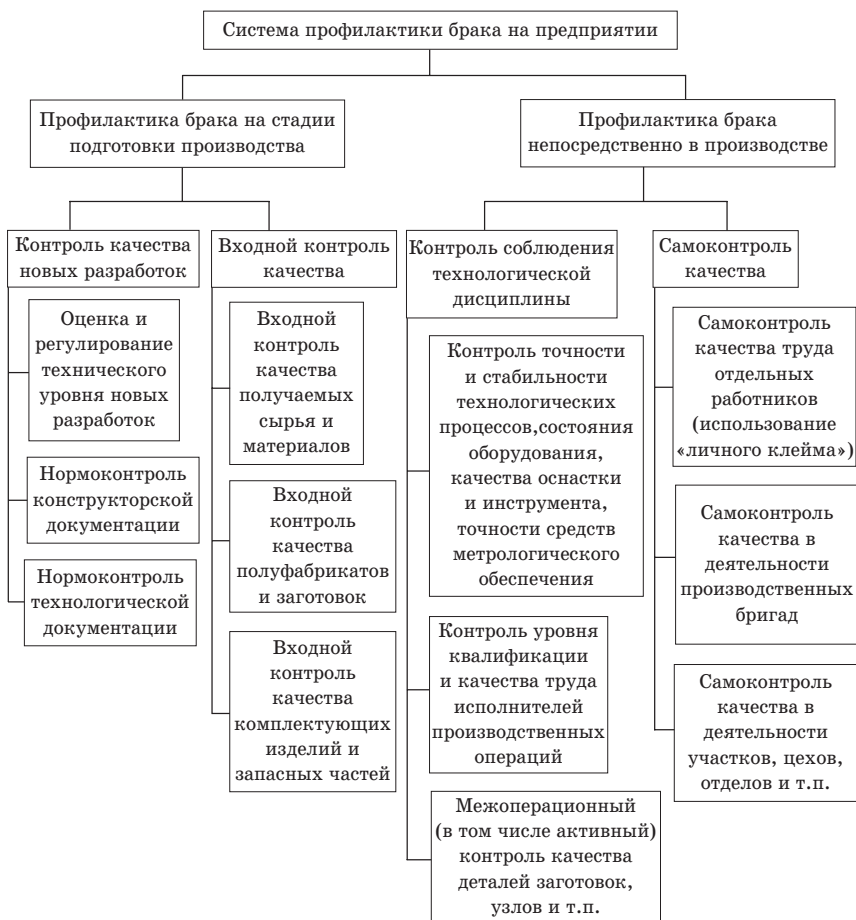 Система профилактики брака на предприятии
Профилактика брака на стадии
подготовки производства
Профилактика брака
непосредственно в производстве
Контроль качества
новых разработок
Оценка и
регулирование
технического
уровня новых
разработок
Нормоконтроль
конструкторской
документации
Нормоконтроль
технологической
документации
Входной контроль
качества
Входной
контроль
качества
получаемых
сырья и
материалов
Входной
контроль
качества
полуфабрикатов
и заготовок
Входной
контроль
качества
комплектующих
изделий и
запасных частей
Контроль соблюдения
технологической
дисциплины
Контроль точности
и стабильности
технологических
процессов,состояния
оборудования,
качества оснастки
и инструмента,
точности средств
метрологического
обеспечения
Контроль уровня
квалификации
и качества труда
исполнителей
производственных
операций
Межоперационный
(в том числе активный)
контроль качества
деталей заготовок,
узлов и т.п.
Самоконтроль
качества
Самоконтроль
качества труда
отдельных
работников
(использование
«личного клейма»)
Самоконтроль
качества в
деятельности
производственных
бригад
Самоконтроль
качества в
деятельности
участков, цехов,
отделов и т.п.